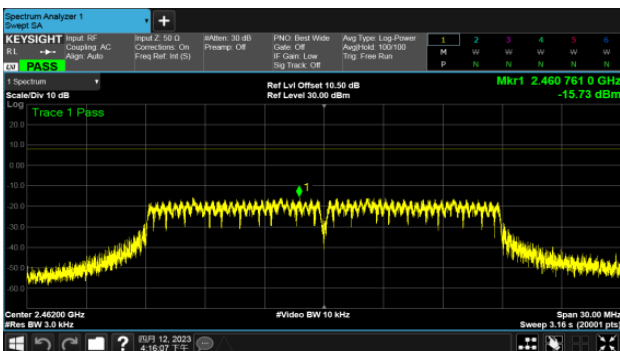 Spectrum Analyzer 1
Swept SA
+
KEYSIGHT
RL
PASS
Input: RF
Coupling: AC
Align: Auto
Input Z: 50 Ω
Corrections: On
Freq Ref: Int (S)
#Atten: 30 dB
Preamp: Off
PNO: Best Wide
Gate: Off
IF Gain: Low
Sig Track: Off
Avg Type: Log-Power
Avg|Hold: 100/100
Trig: Free Run
1 2 3 4 5 6
M W W W W W
P N N N N N
1 Spectrum
Scale/Div 10 dB
Ref Lvl Offset 10.50 dB
Ref Level 30.00 dBm
Mkr1 2.460 761 0 GHz
-15.73 dBm
Log
Trace 1 Pass
20.0
10.0
0.00
-10.0
1
-20.0
-30.0
-40.0
-50.0
-60.0
Center 2.46200 GHz
#Res BW 3.0 kHz
#Video BW 10 kHz
Span 30.00 MHz
Sweep 3.16 s (20001 pts)
?
四月 12, 2023
4:16:07 下午